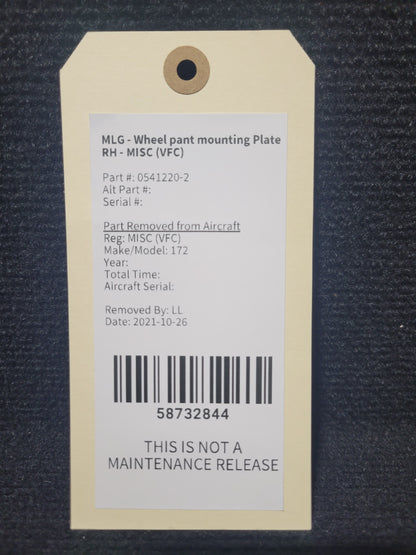 MLG - Wheel pant mounting Plate
RH - MISC (VFC)
Part #: 0541220-2
Alt Part #:
Serial #:
Part Removed from Aircraft
Reg: MISC (VFC)
Make/Model: 172
Year:
Total Time:
Aircraft Serial:
Removed By: LL
Date: 2021-10-26
58732844
THIS IS NOT A
MAINTENANCE RELEASE